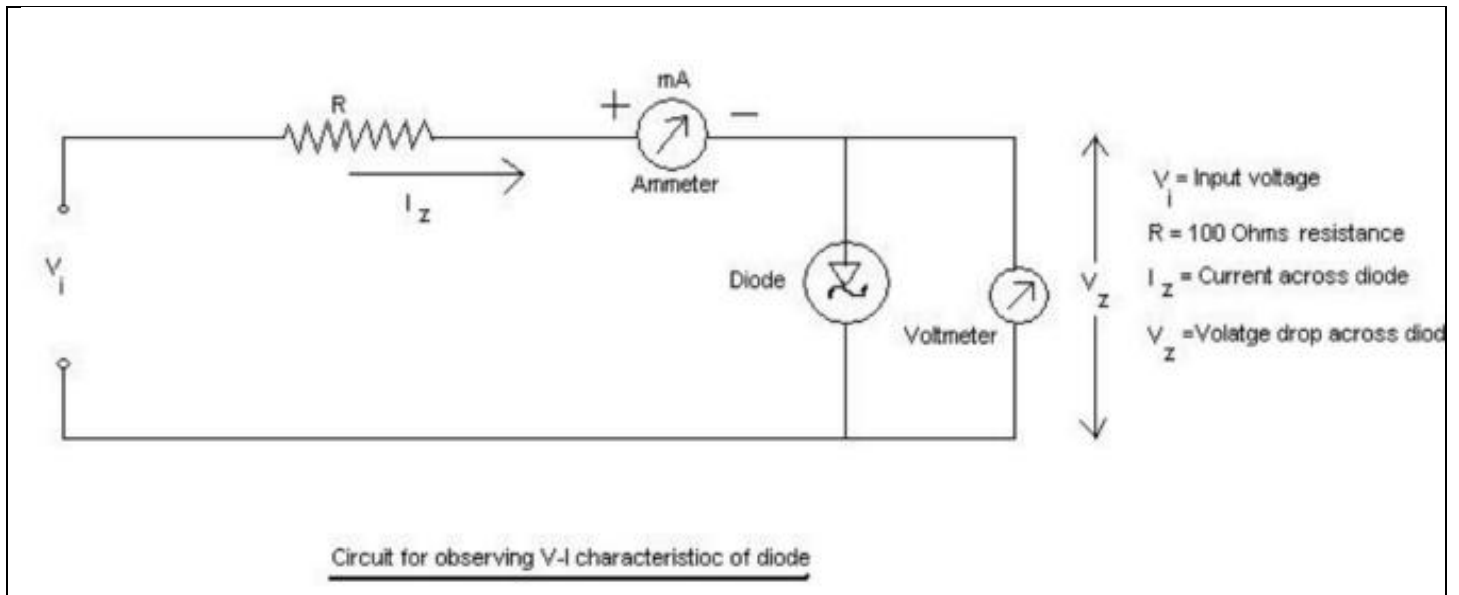 mA
R
+
−
Ammeter
I z
V i
Diode
Voltmeter
V z
V i = Input voltage
R = 100 Ohms resistance
I z = Current across diode
V z =Volatge drop across diod
Circuit for observing V-I characteristioc of diode